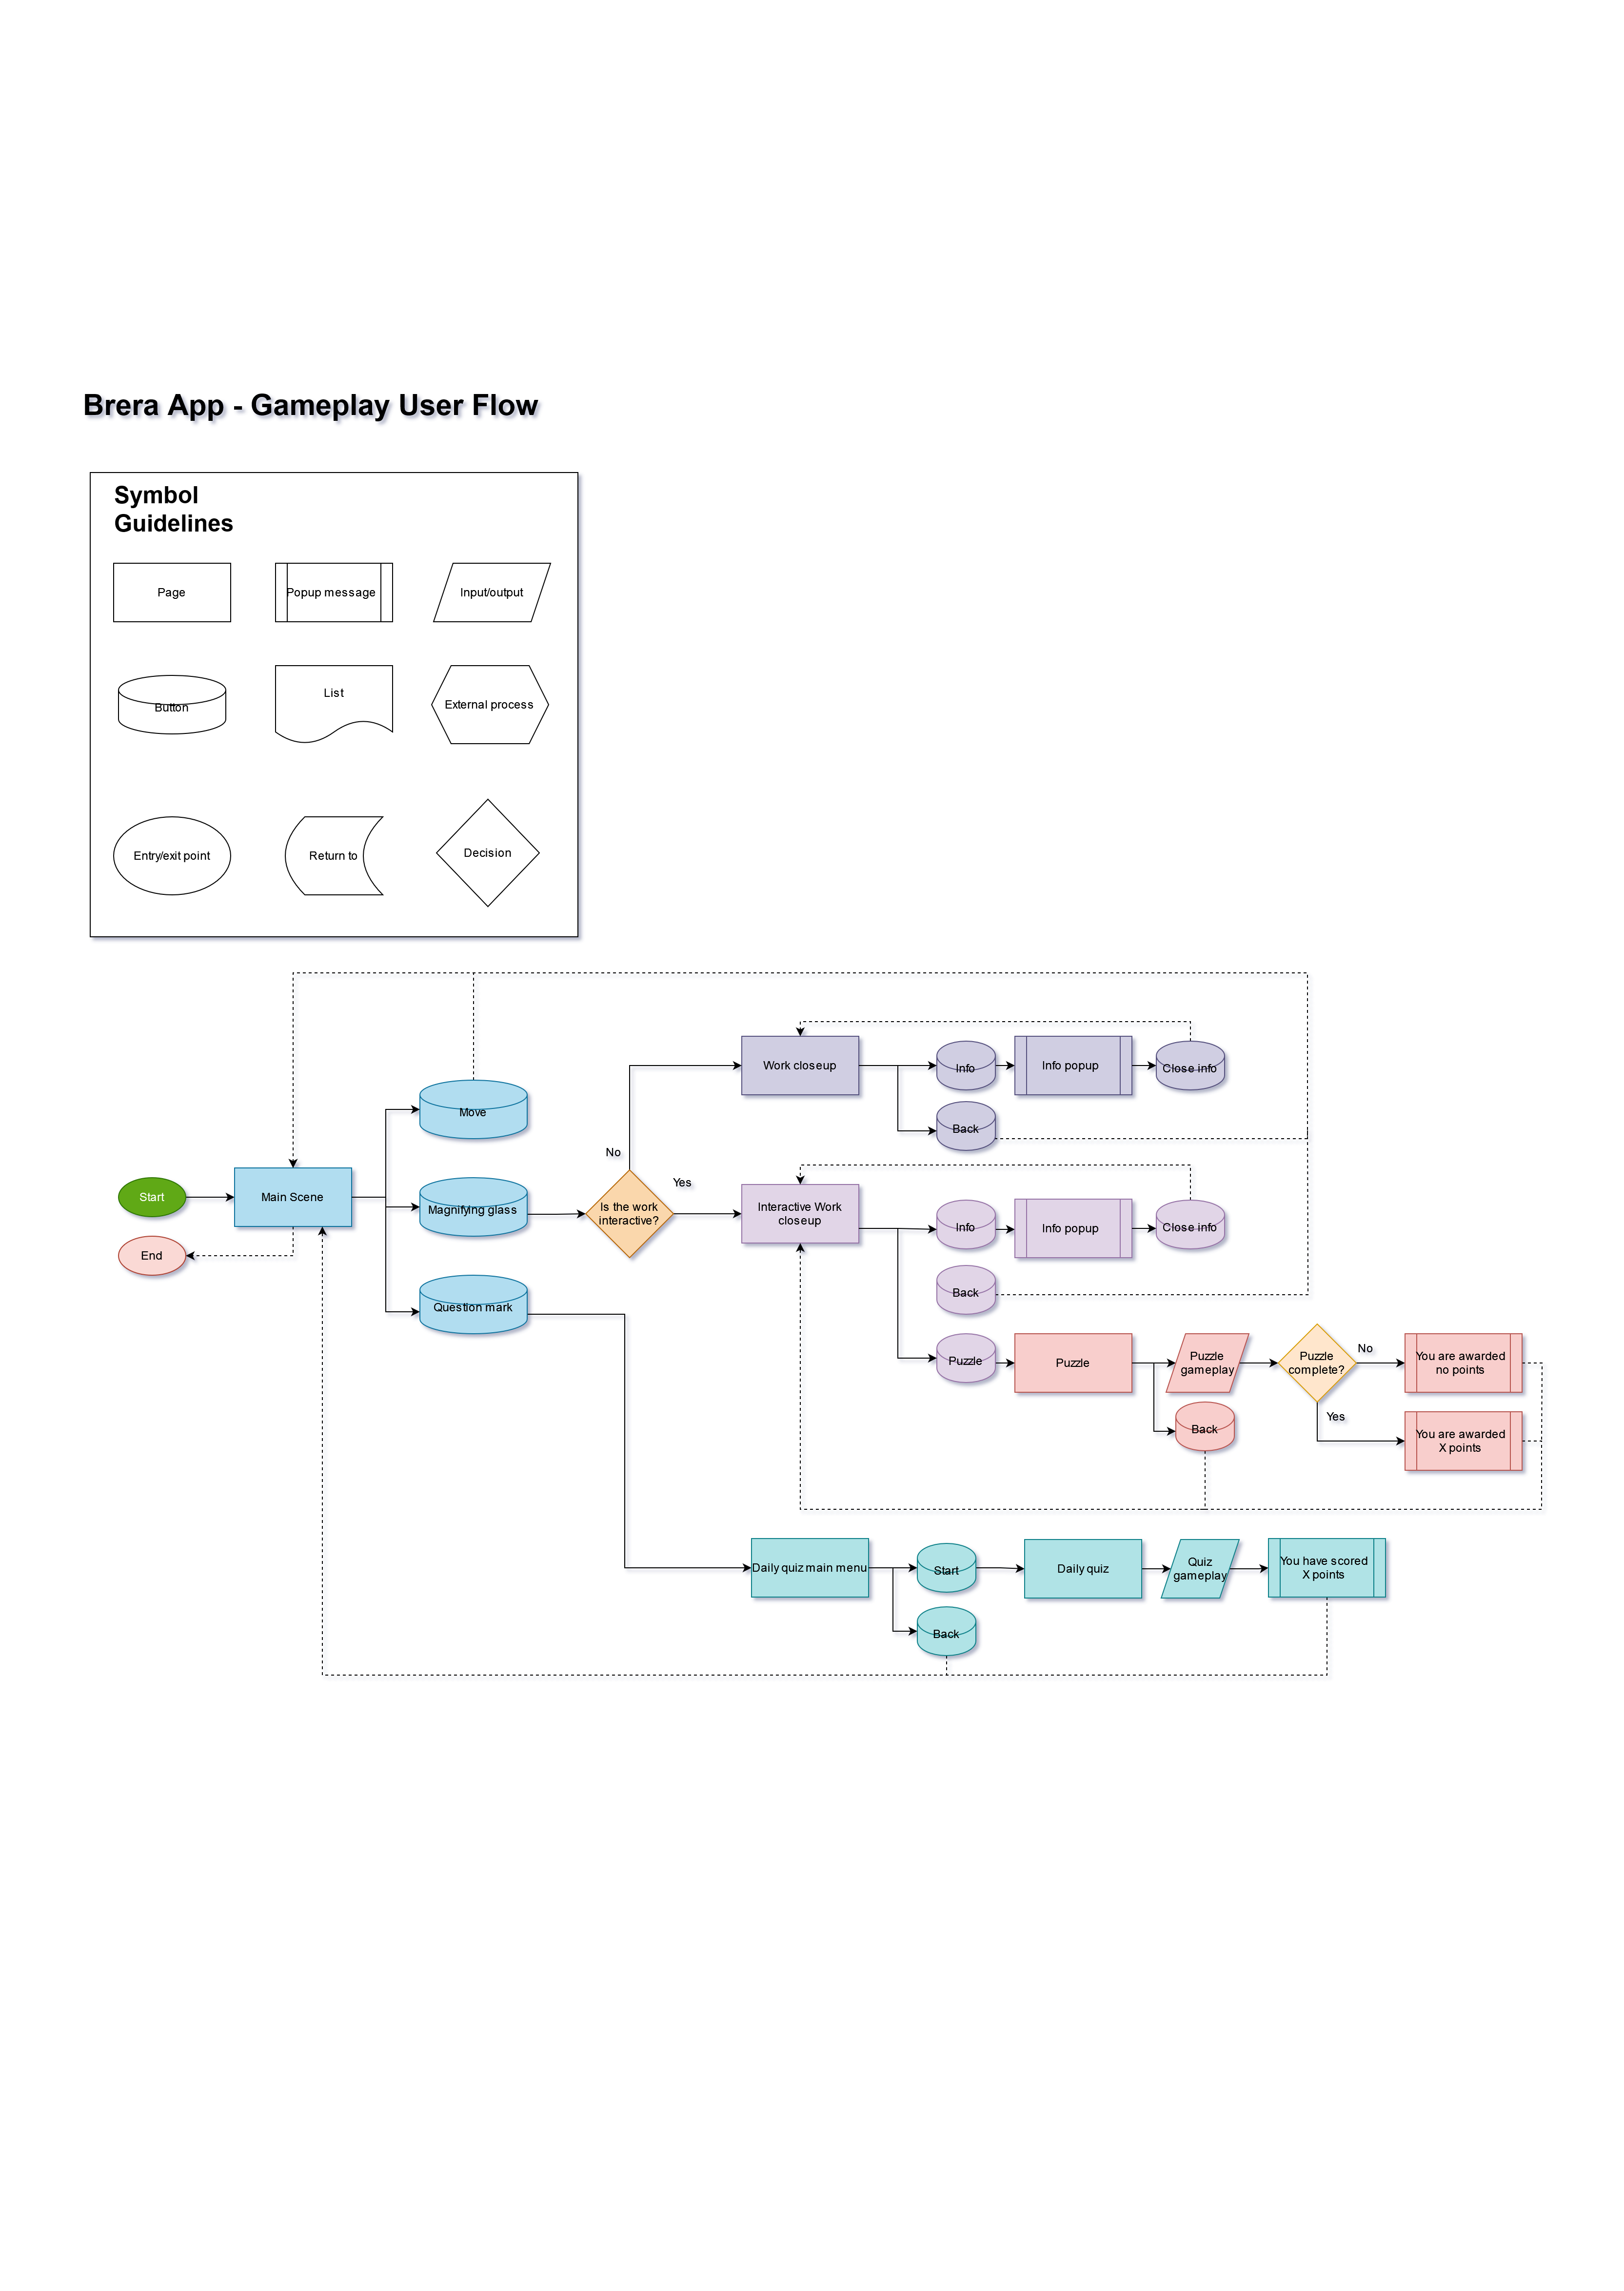 Brera App - Gameplay User Flow
Symbol
Guidelines
Page
Popup message
Input/output
Button
List
External process
Entry/exit point
Return to
Decision
Work closeup
Info
Info popup
Close info
Move
Back
No
Yes
Start
Main Scene
Magnifying glass
Is the work
interactive?
Interactive Work
closeup
Info
Info popup
Close info
End
Back
Question mark
Puzzle
Puzzle
Puzzle
gameplay
Puzzle
complete?
No
You are awarded
no points
Yes
Back
You are awarded
X points
Daily quiz main menu
Start
Daily quiz
Quiz
gameplay
You have scored
X points
Back